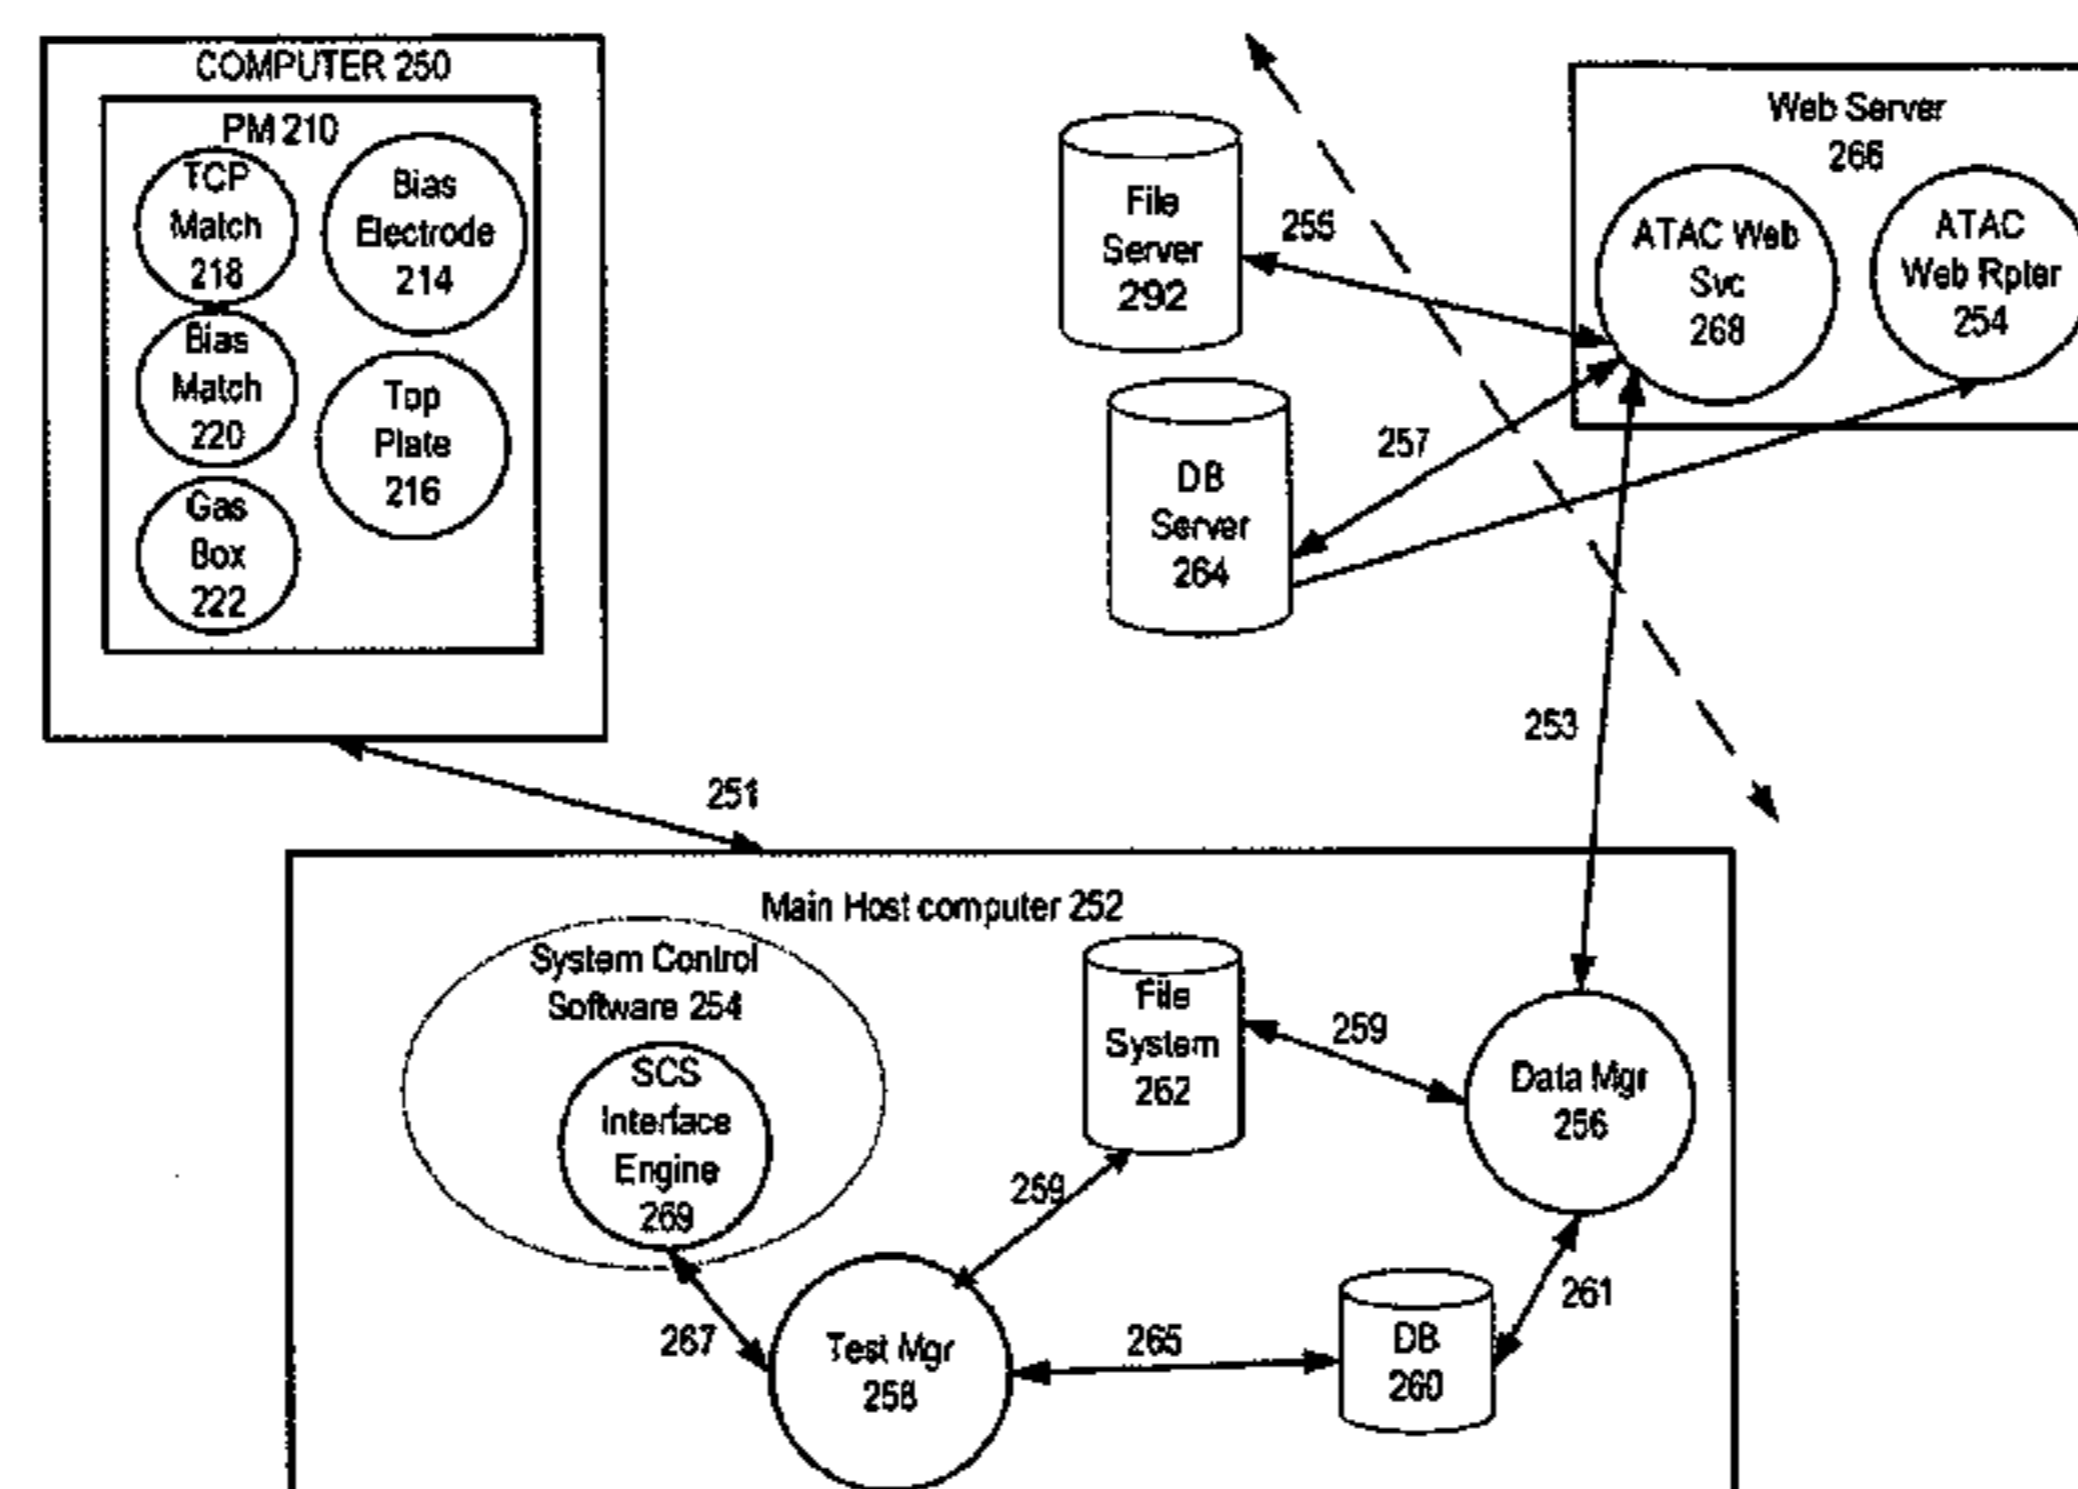 COMPUTER 250
PM 210
TCP
Match
218
Bias
Electrode
214
Bias
Match
220
Top
Plate
216
Gas
Box
222
251
File
Server
292
255
DB
Server
264
257
Web Server
266
ATAC Web
Svc
268
ATAC
Web Rpter
254
253
Main Host computer 252
System Control
Software 254
SCS
Interface
Engine
269
File
System
262
259
Data Mgr
256
259
267
Test Mgr
258
265
DB
260
261